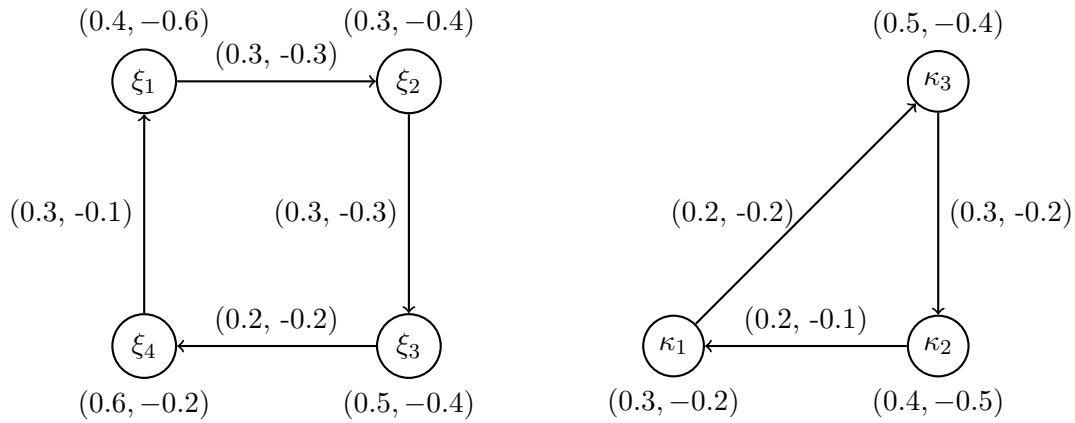 (0.4, −0.6)
(0.3, −0.4)
(0.3, -0.3)
ξ1
ξ2
(0.3, -0.1)
(0.3, -0.3)
(0.2, -0.2)
ξ4
ξ3
(0.6, −0.2)
(0.5, −0.4)
(0.5, −0.4)
κ3
(0.2, -0.2)
(0.3, -0.2)
(0.2, -0.1)
κ1
κ2
(0.3, −0.2)
(0.4, −0.5)